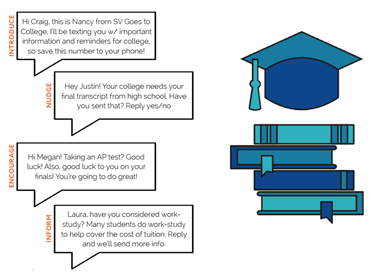 INTRODUCE
Hi Craig, this is Nancy from SV Goes to
College. I'll be texting you w/ important
information and reminders for college,
so save this number to your phone!
NUDGE
Hey Justin! Your college needs your
final transcript from high school. Have
you sent that? Reply yes/no
ENCOURAGE
Hi Megan! Taking an AP test? Good
luck! Also, good luck to you on your
finals! You're going to do great!
INFORM
Laura, have you considered work-
study? Many students do work-study
to help cover the cost of tuition. Reply
and we'll send more info.